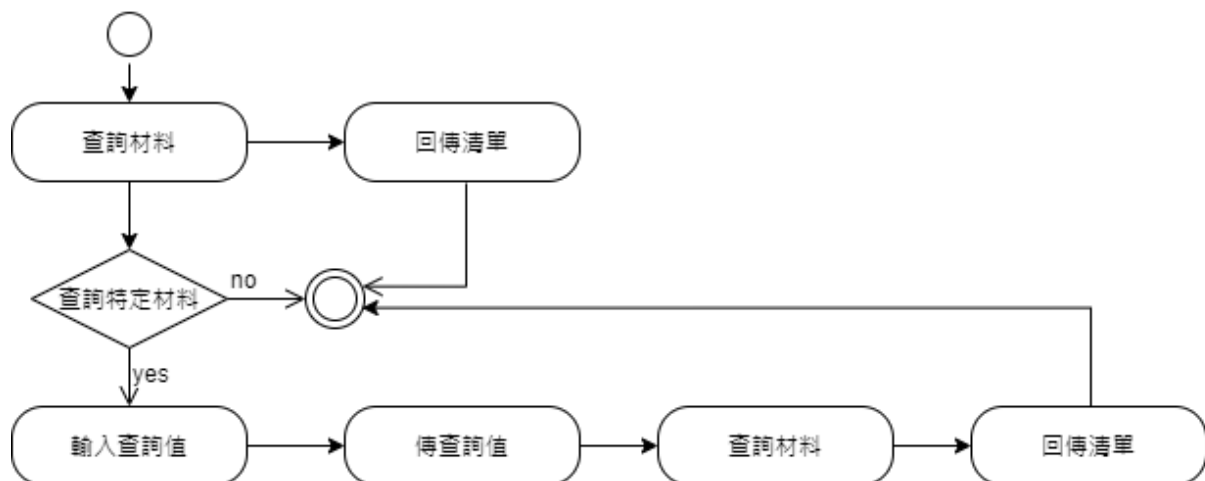 查詢材料
回傳清單
查詢特定材料
no
yes
輸入查詢值
傳查詢值
查詢材料
回傳清單